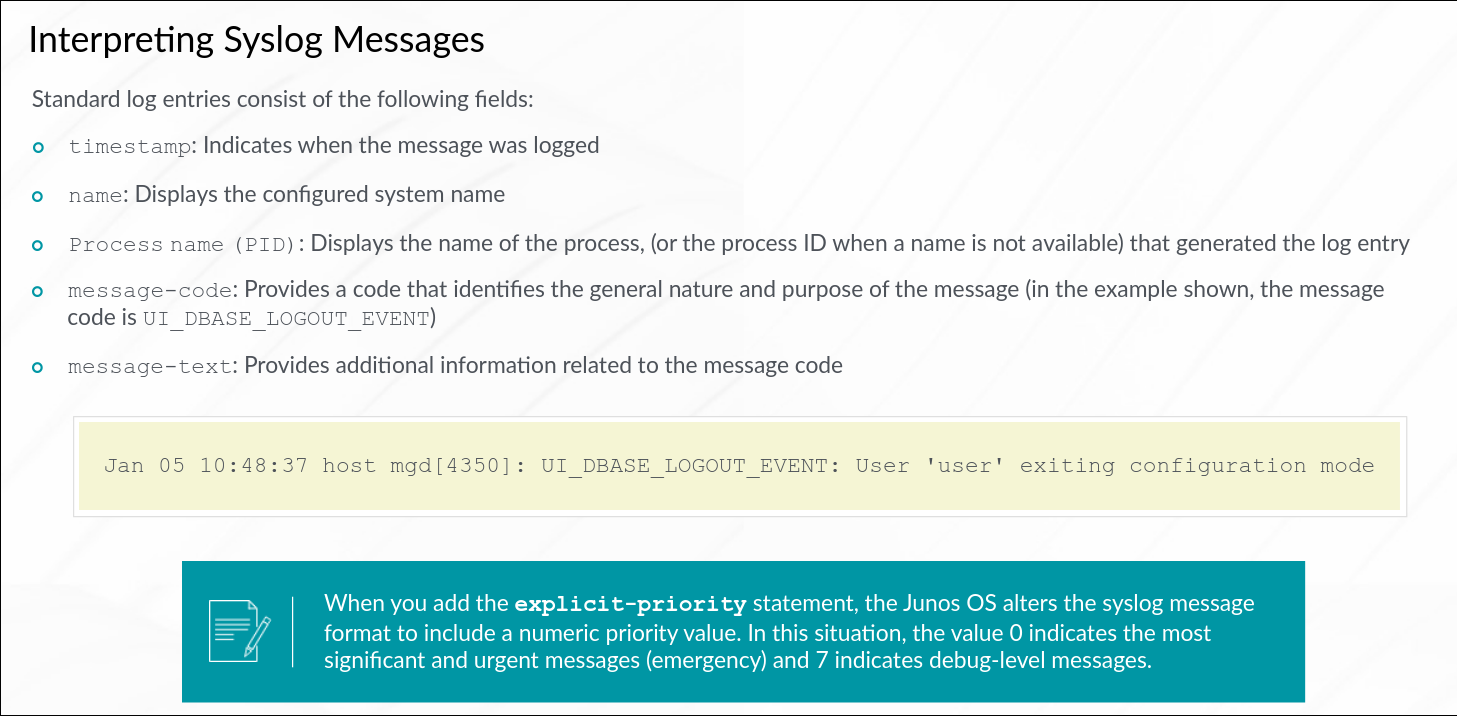 Interpreting Syslog Messages
Standard log entries consist of the following fields:
timestamp: Indicates when the message was logged
name: Displays the configured system name
Process name (PID): Displays the name of the process, (or the process ID when a name is not available) that generated the log entry
message-code: Provides a code that identifies the general nature and purpose of the message (in the example shown, the message
code is UI_DBASE_LOGOUT_EVENT)
message-text: Provides additional information related to the message code
Jan 05 10:48:37 host mgd[4350]: UI_DBASE_LOGOUT_EVENT: User 'user' exiting configuration mode
When you add the explicit-priority statement, the Junos OS alters the syslog message
format to include a numeric priority value. In this situation, the value 0 indicates the most
significant and urgent messages (emergency) and 7 indicates debug-level messages.